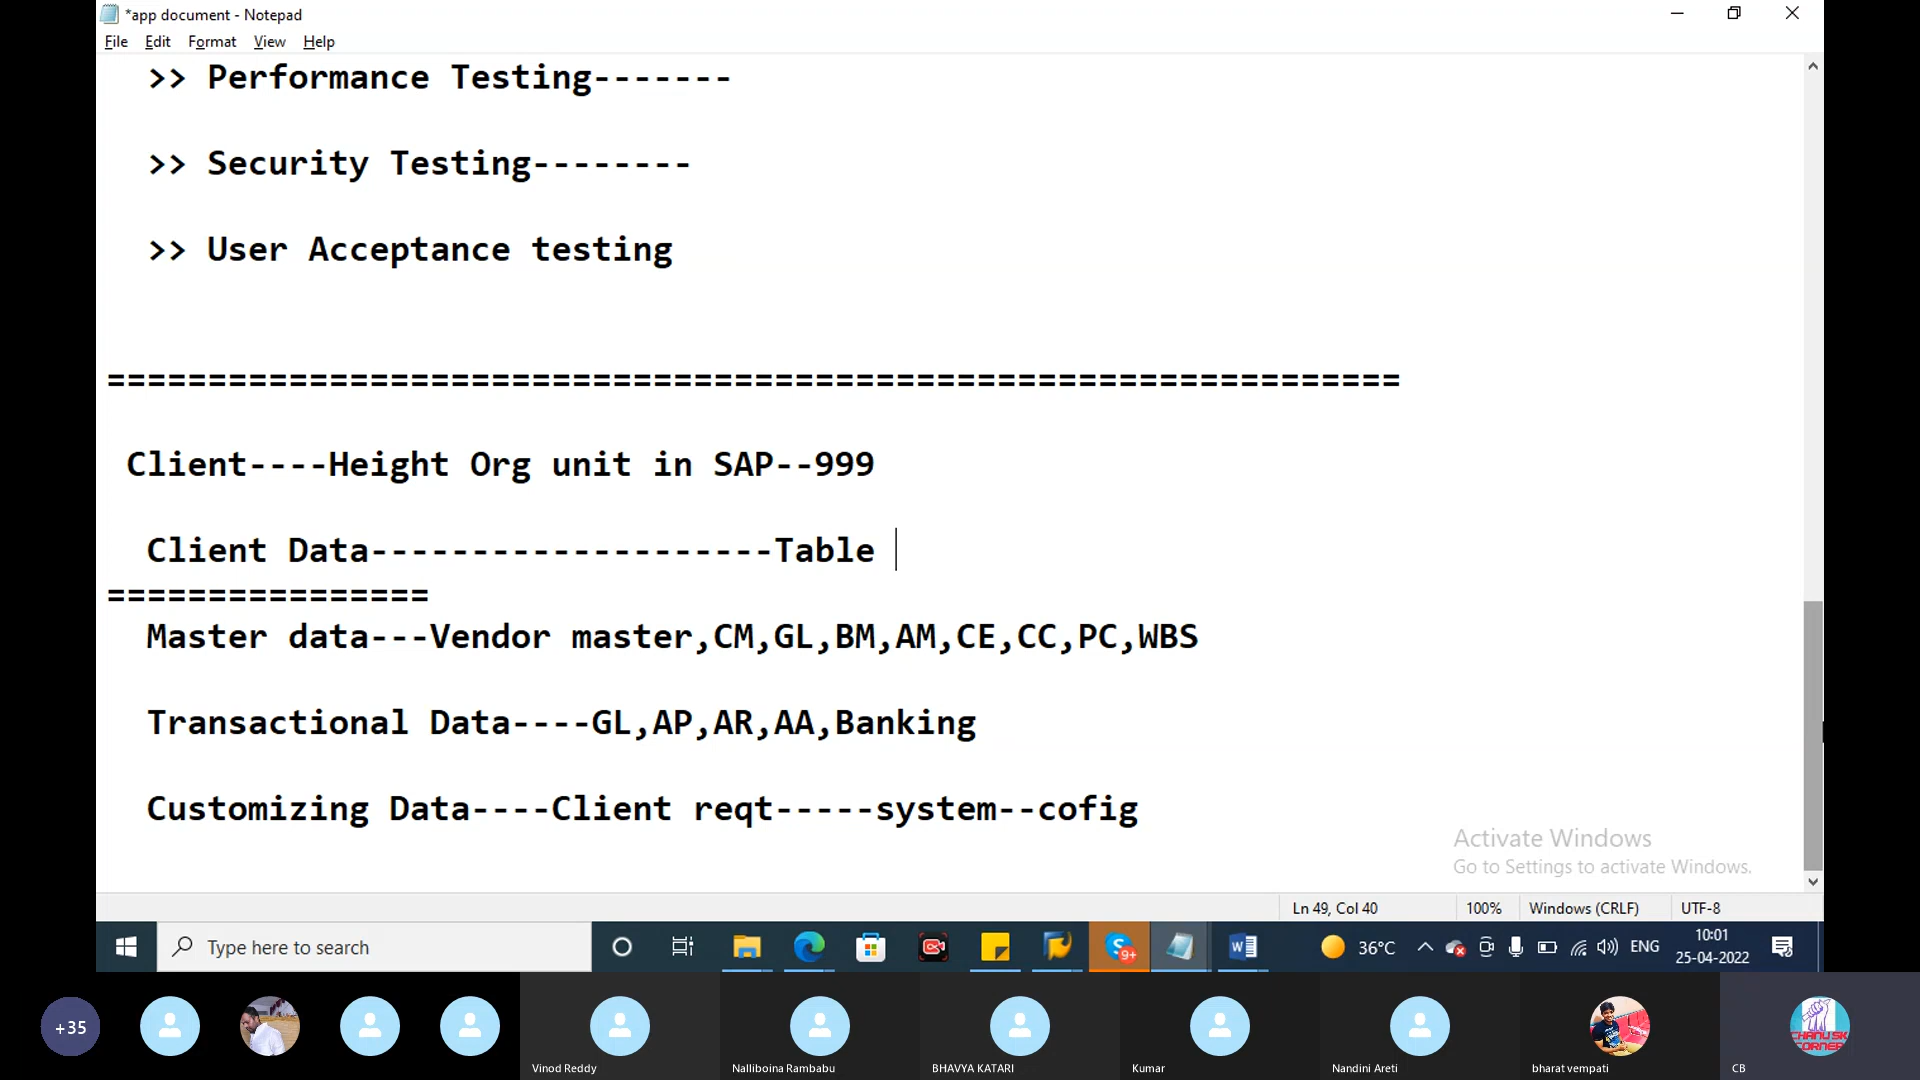 *app document - Notepad
File Edit Format View Help
>> Performance Testing-------
>> Security Testing--------
>> User Acceptance testing
================================================================
Client----Height Org unit in SAP--999
Client Data--------------------Table
================
Master data---Vendor master,CM,GL,BM,AM,CE,CC,PC,WBS
Transactional Data----GL,AP,AR,AA,Banking
Customizing Data----Client reqt-----system--cofig
Activate Windows
Go to Settings to activate Windows.
Ln 49, Col 40 100% Windows (CRLF) UTF-8
Type here to search 9+ 36°C ENG 10:01
25-04-2022
+35
Vinod Reddy Nalliboina Rambabu BHAVYA KATARI Kumar Nandini Areti bharat vempati CB
CHANU SK
CORNER